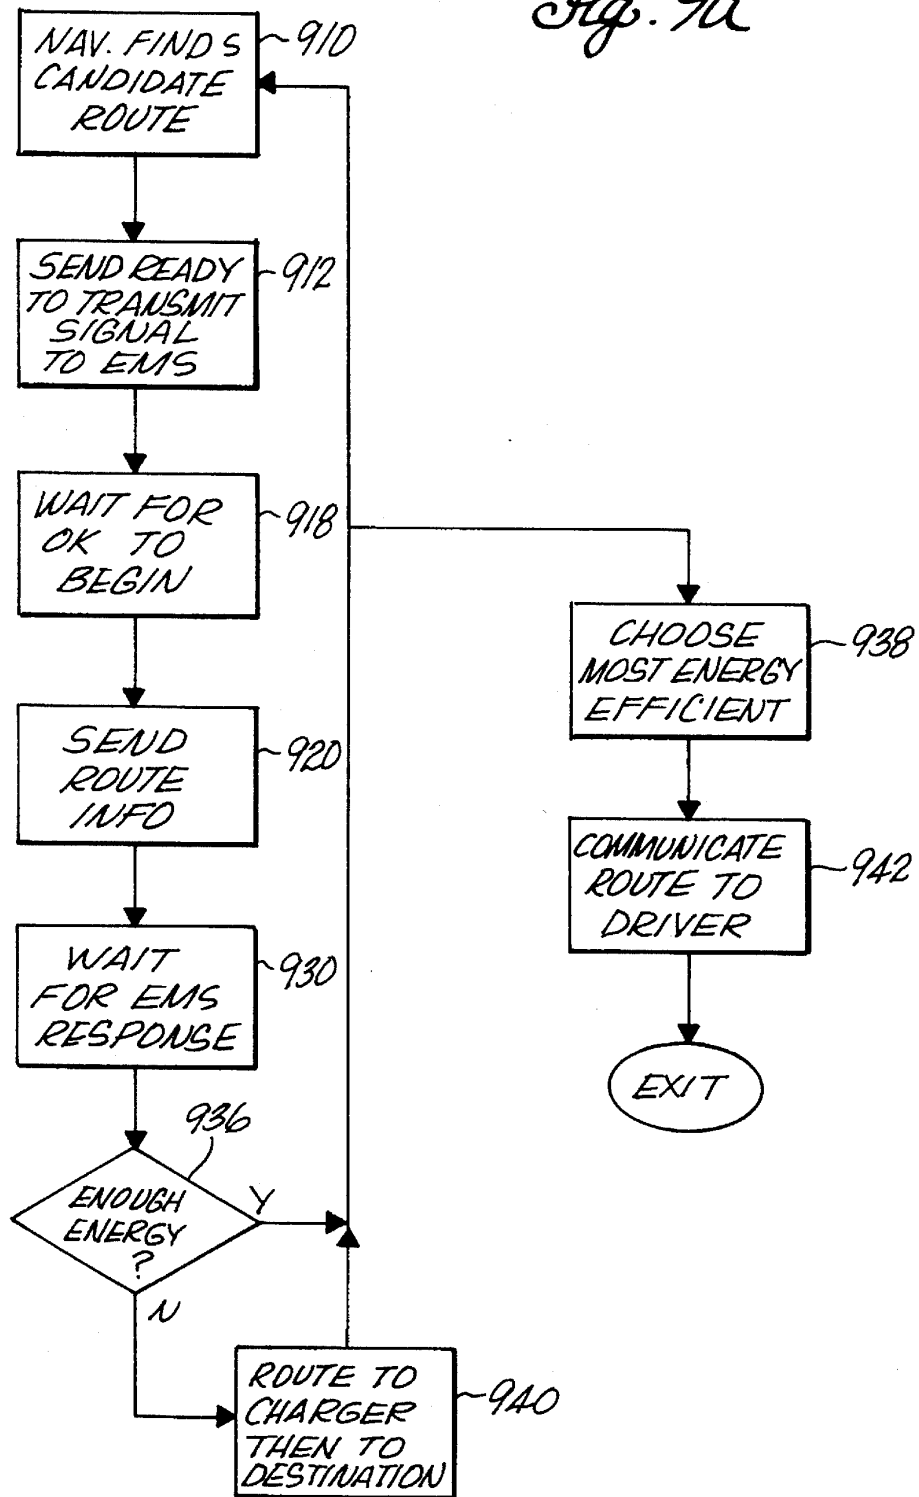 Fig. 9a
NAV. FINDS
CANDIDATE
ROUTE
910
SEND READY
TO TRANSMIT
SIGNAL
TO EMS
912
WAIT FOR
OK TO
BEGIN
918
SEND
ROUTE
INFO
920
WAIT
FOR EMS
RESPONSE
930
936
ENOUGH
ENERGY
?
Y
N
ROUTE TO
CHARGER
THEN TO
DESTINATION
940
CHOOSE
MOST ENERGY
EFFICIENT
938
COMMUNICATE
ROUTE TO
DRIVER
942
EXIT